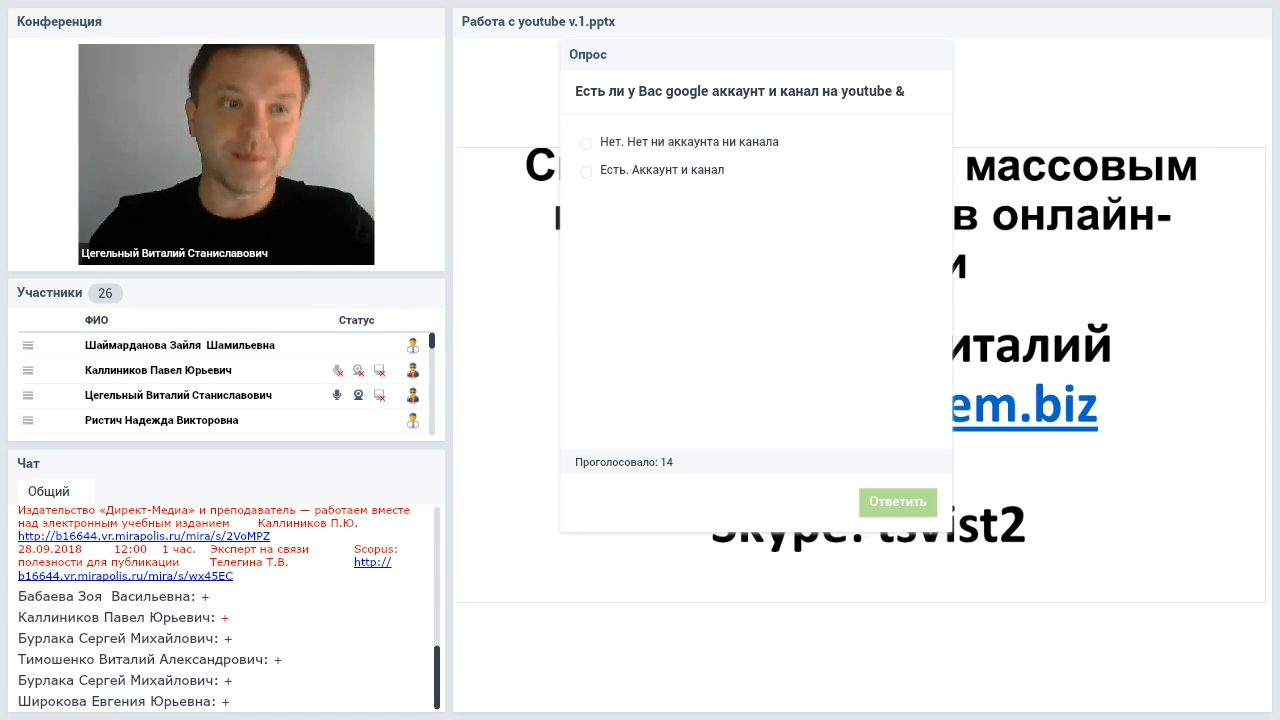 Конференция
Цегельный Виталий Станиславович
Участники 26
ФИО Статус
Шаймарданова Зайля Шамильевна
Каллиников Павел Юрьевич
Цегельный Виталий Станиславович
Ристич Надежда Викторовна
Чат
Общий
Издательство «Директ-Медиа» и преподаватель — работаем вместе
над электронным учебным изданием Каллиников П.Ю.
http://b16644.vr.mirapolis.ru/mira/s/2VoMPZ
28.09.2018 12:00 1 час. Эксперт на связи Scopus:
полезности для публикации Телегина Т.В. http://
b16644.vr.mirapolis.ru/mira/s/wx45EC
Бабаева Зоя Васильевна: +
Каллиников Павел Юрьевич: +
Бурлака Сергей Михайлович: +
Тимошенко Виталий Александрович: +
Бурлака Сергей Михайлович: +
Широкова Евгения Юрьевна: +
Работа с youtube v.1.pptx
Опрос
Есть ли у Вас google аккаунт и канал на youtube &
Нет. Нет ни аккаунта ни канала
Есть. Аккаунт и канал
Проголосовало: 14
Ответить
массовым
в онлайн-
италий
em.biz
Skype: tsvist2